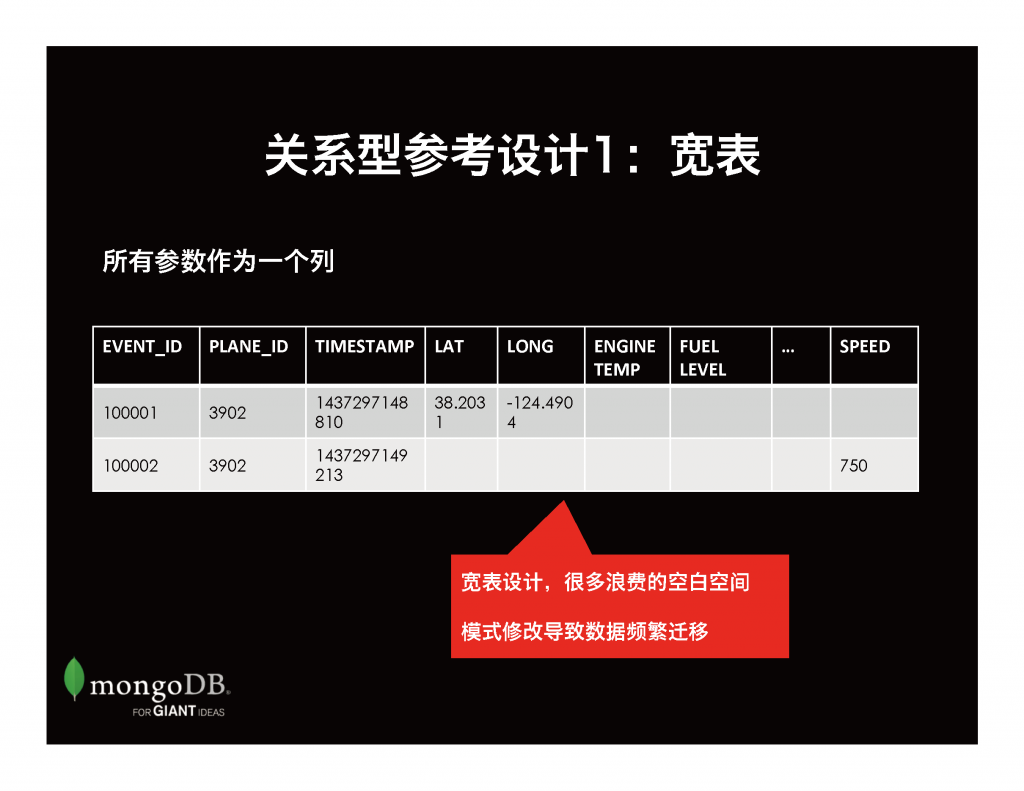 关系型参考设计1：宽表
所有参数作为一个列
EVENT_ID PLANE_ID TIMESTAMP LAT LONG ENGINE TEMP FUEL LEVEL ... SPEED
100001 3902 1437297148810 38.2031 -124.4904
100002 3902 1437297149213 750
宽表设计，很多浪费的空白空间
模式修改导致数据频繁迁移
mongoDB®
FOR GIANT IDEAS